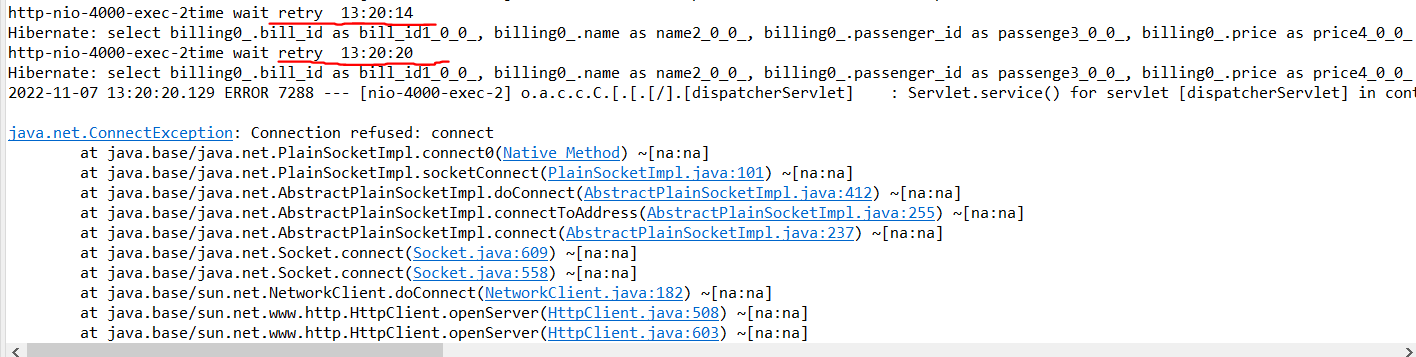 http-nio-4000-exec-2time wait retry  13:20:14
Hibernate: select billing0_.bill_id as bill_id1_0_0_, billing0_.name as name2_0_0_, billing0_.passenger_id as passenge3_0_0_, billing0_.price as price4_0_0_
http-nio-4000-exec-2time wait retry  13:20:20
Hibernate: select billing0_.bill_id as bill_id1_0_0_, billing0_.name as name2_0_0_, billing0_.passenger_id as passenge3_0_0_, billing0_.price as price4_0_0_
2022-11-07 13:20:20.129 ERROR 7288 --- [nio-4000-exec-2] o.a.c.c.C.[.[.[/].[dispatcherServlet]    : Servlet.service() for servlet [dispatcherServlet] in cont
java.net.ConnectException: Connection refused: connect
at java.base/java.net.PlainSocketImpl.connect0(Native Method) ~[na:na]
at java.base/java.net.PlainSocketImpl.socketConnect(PlainSocketImpl.java:101) ~[na:na]
at java.base/java.net.AbstractPlainSocketImpl.doConnect(AbstractPlainSocketImpl.java:412) ~[na:na]
at java.base/java.net.AbstractPlainSocketImpl.connectToAddress(AbstractPlainSocketImpl.java:255) ~[na:na]
at java.base/java.net.AbstractPlainSocketImpl.connect(AbstractPlainSocketImpl.java:237) ~[na:na]
at java.base/java.net.Socket.connect(Socket.java:609) ~[na:na]
at java.base/java.net.Socket.connect(Socket.java:558) ~[na:na]
at java.base/sun.net.NetworkClient.doConnect(NetworkClient.java:182) ~[na:na]
at java.base/sun.net.www.http.HttpClient.openServer(HttpClient.java:508) ~[na:na]
at java.base/sun.net.www.http.HttpClient.openServer(HttpClient.java:603) ~[na:na]